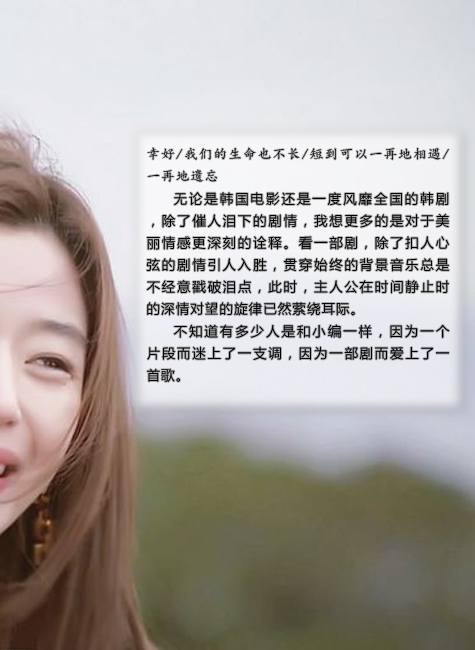 幸好/我们的生命也不长/短到可以一再地相遇/
一再地遗忘
无论是韩国电影还是一度风靡全国的韩剧
，除了催人泪下的剧情，我想更多的是对于美
丽情感更深刻的诠释。看一部剧，除了扣人心
弦的剧情引人入胜，贯穿始终的背景音乐总是
不经意戳破泪点，此时，主人公在时间静止时
的深情对望的旋律已然萦绕耳际。
不知道有多少人是和小编一样，因为一个
片段而迷上了一支调，因为一部剧而爱上了一
首歌。